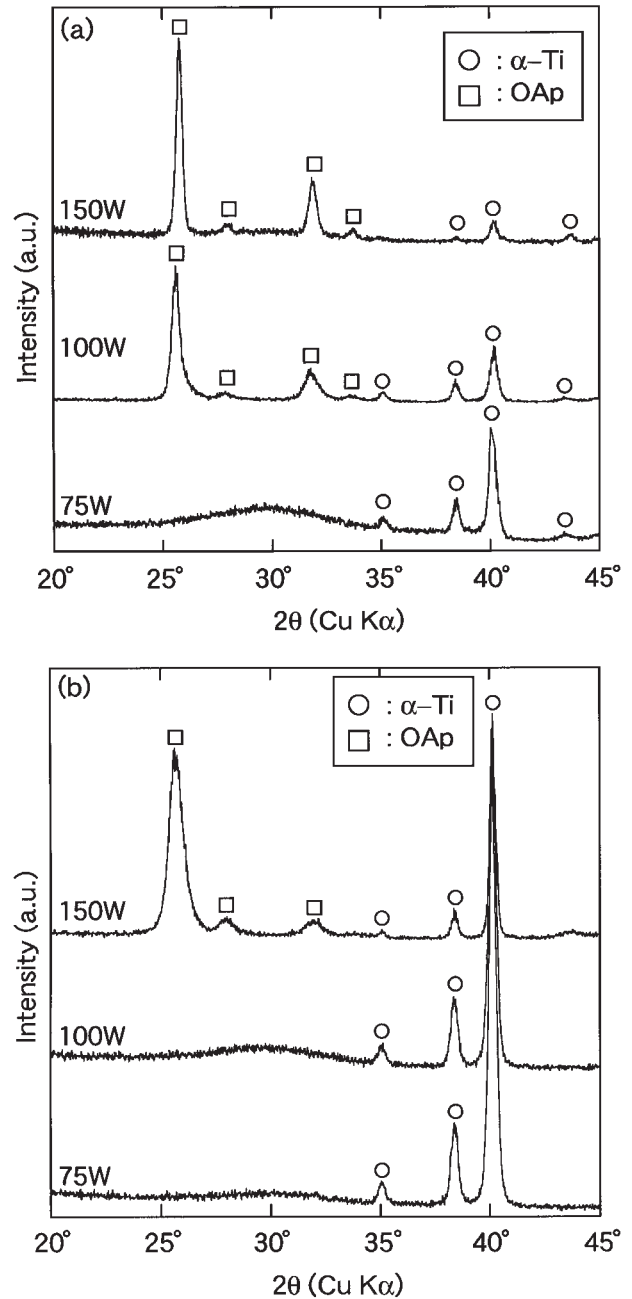 (a)
○ : α–Ti
□ : OAp
150W
100W
75W
Intensity (a.u.)
20° 25° 30° 35° 40° 45°
2θ (Cu Kα)
(b)
○ : α–Ti
□ : OAp
150W
100W
75W
Intensity (a.u.)
20° 25° 30° 35° 40° 45°
2θ (Cu Kα)